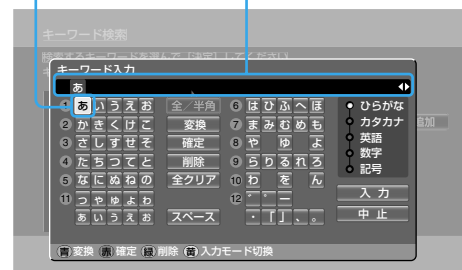 キーワード検索
検索するキーワードを選んで「決定」してください
キーワード入力
あ
① あ い う え お 全／半角 ⑥ は ひ ふ へ ほ ひらがな
② か き く け こ 変換 ⑦ ま み む め も カタカナ 追加
③ さ し す せ そ 確定 ⑧ や ゆ よ 英語
④ た ち つ て と 削除 ⑨ ら り る れ ろ 数字
⑤ な に ぬ ね の 全クリア ⑩ わ を ん 記号
⑪ っ ゃ ゅ ょ ゎ ⑫ ゛ ゜ ー 入 力
ぁ ぃ ぅ ぇ ぉ スペース ・ 「 」 、 。 中 止
青 変換 赤 確定 緑 削除 黄 入力モード切換